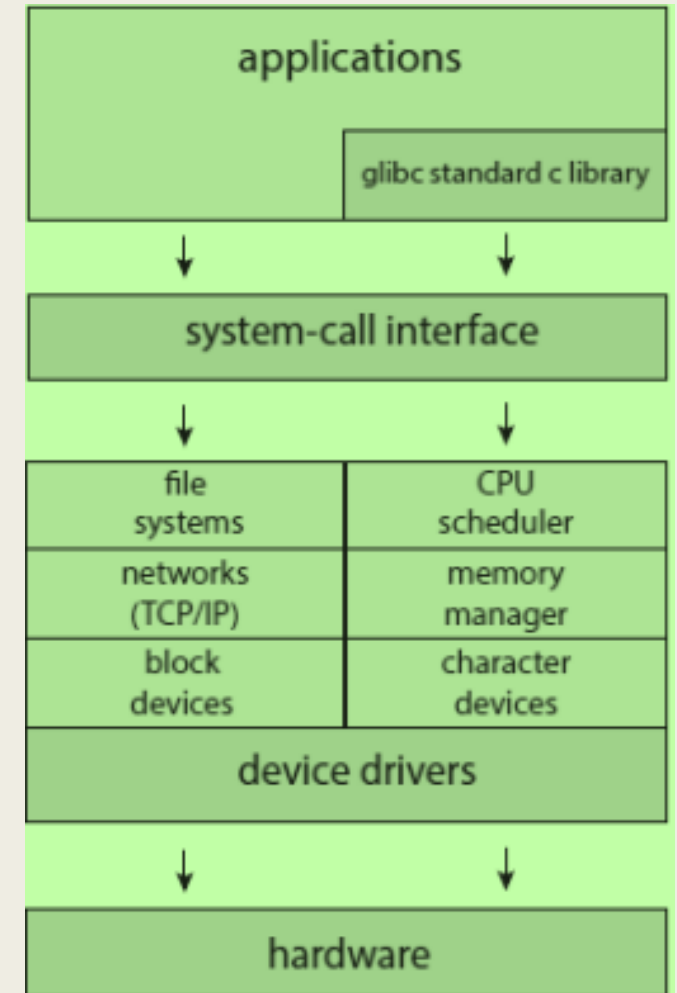 applications
glibc standard c library
system-call interface
file
systems
CPU
scheduler
networks
(TCP/IP)
memory
manager
block
devices
character
devices
device drivers
hardware